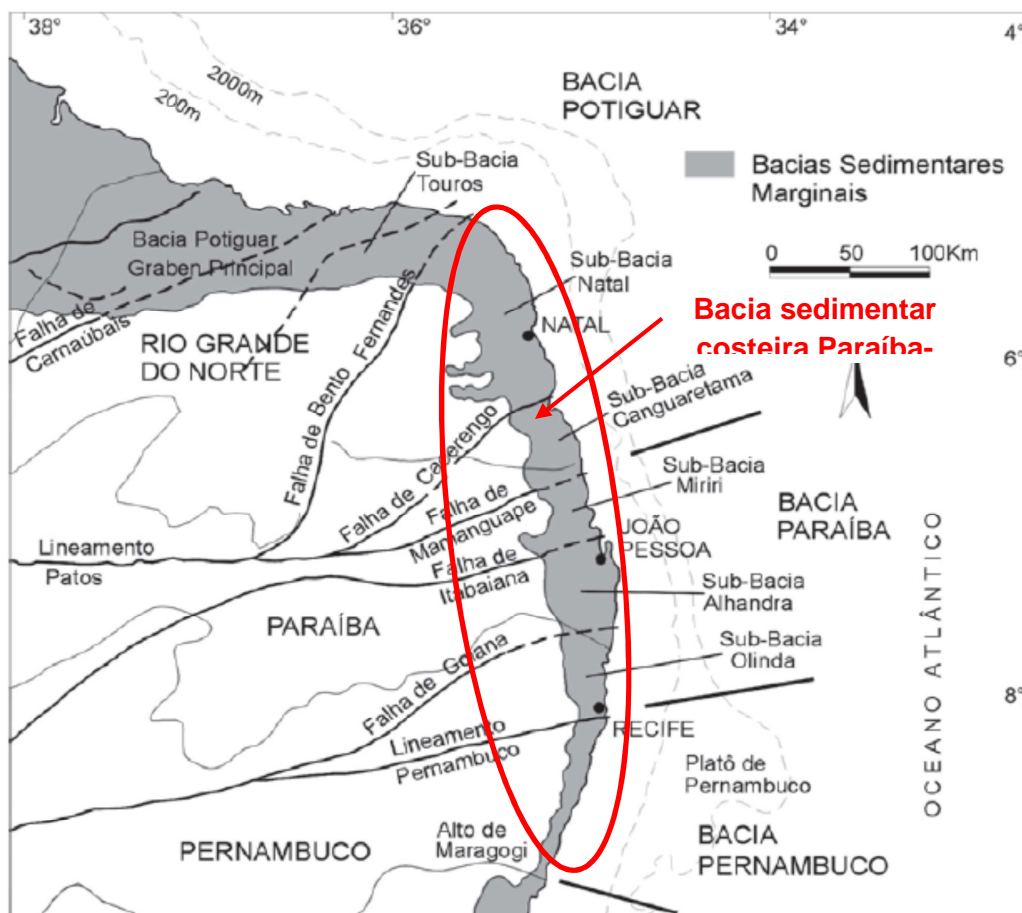 38°
36°
34°
4°
2000m
200m
BACIA
POTIGUAR
Sub-Bacia
Touros
Bacias Sedimentares
Marginais
0 50 100Km
Bacia Potiguar
Graben Principal
Sub-Bacia
Natal
Falha de
Carnaúbais
RIO GRANDE
DO NORTE
Falha de Bento Fernandes
NATAL
Bacia sedimentar
costeira Paraíba-
6°
Sub-Bacia
Canguaretama
Falha de Cacerengo
Falha de
Mamanguape
Sub-Bacia
Miriri
BACIA
PARAÍBA
Lineamento
Patos
JOÃO
PESSOA
Falha de
Itabaiana
Sub-Bacia
Alhandra
PARAÍBA
Falha de Goiana
Sub-Bacia
Olinda
8°
RECIFE
Lineamento
Pernambuco
OCEANO ATLÂNTICO
Platô de
Pernambuco
PERNAMBUCO
Alto de
Maragogi
BACIA
PERNAMBUCO